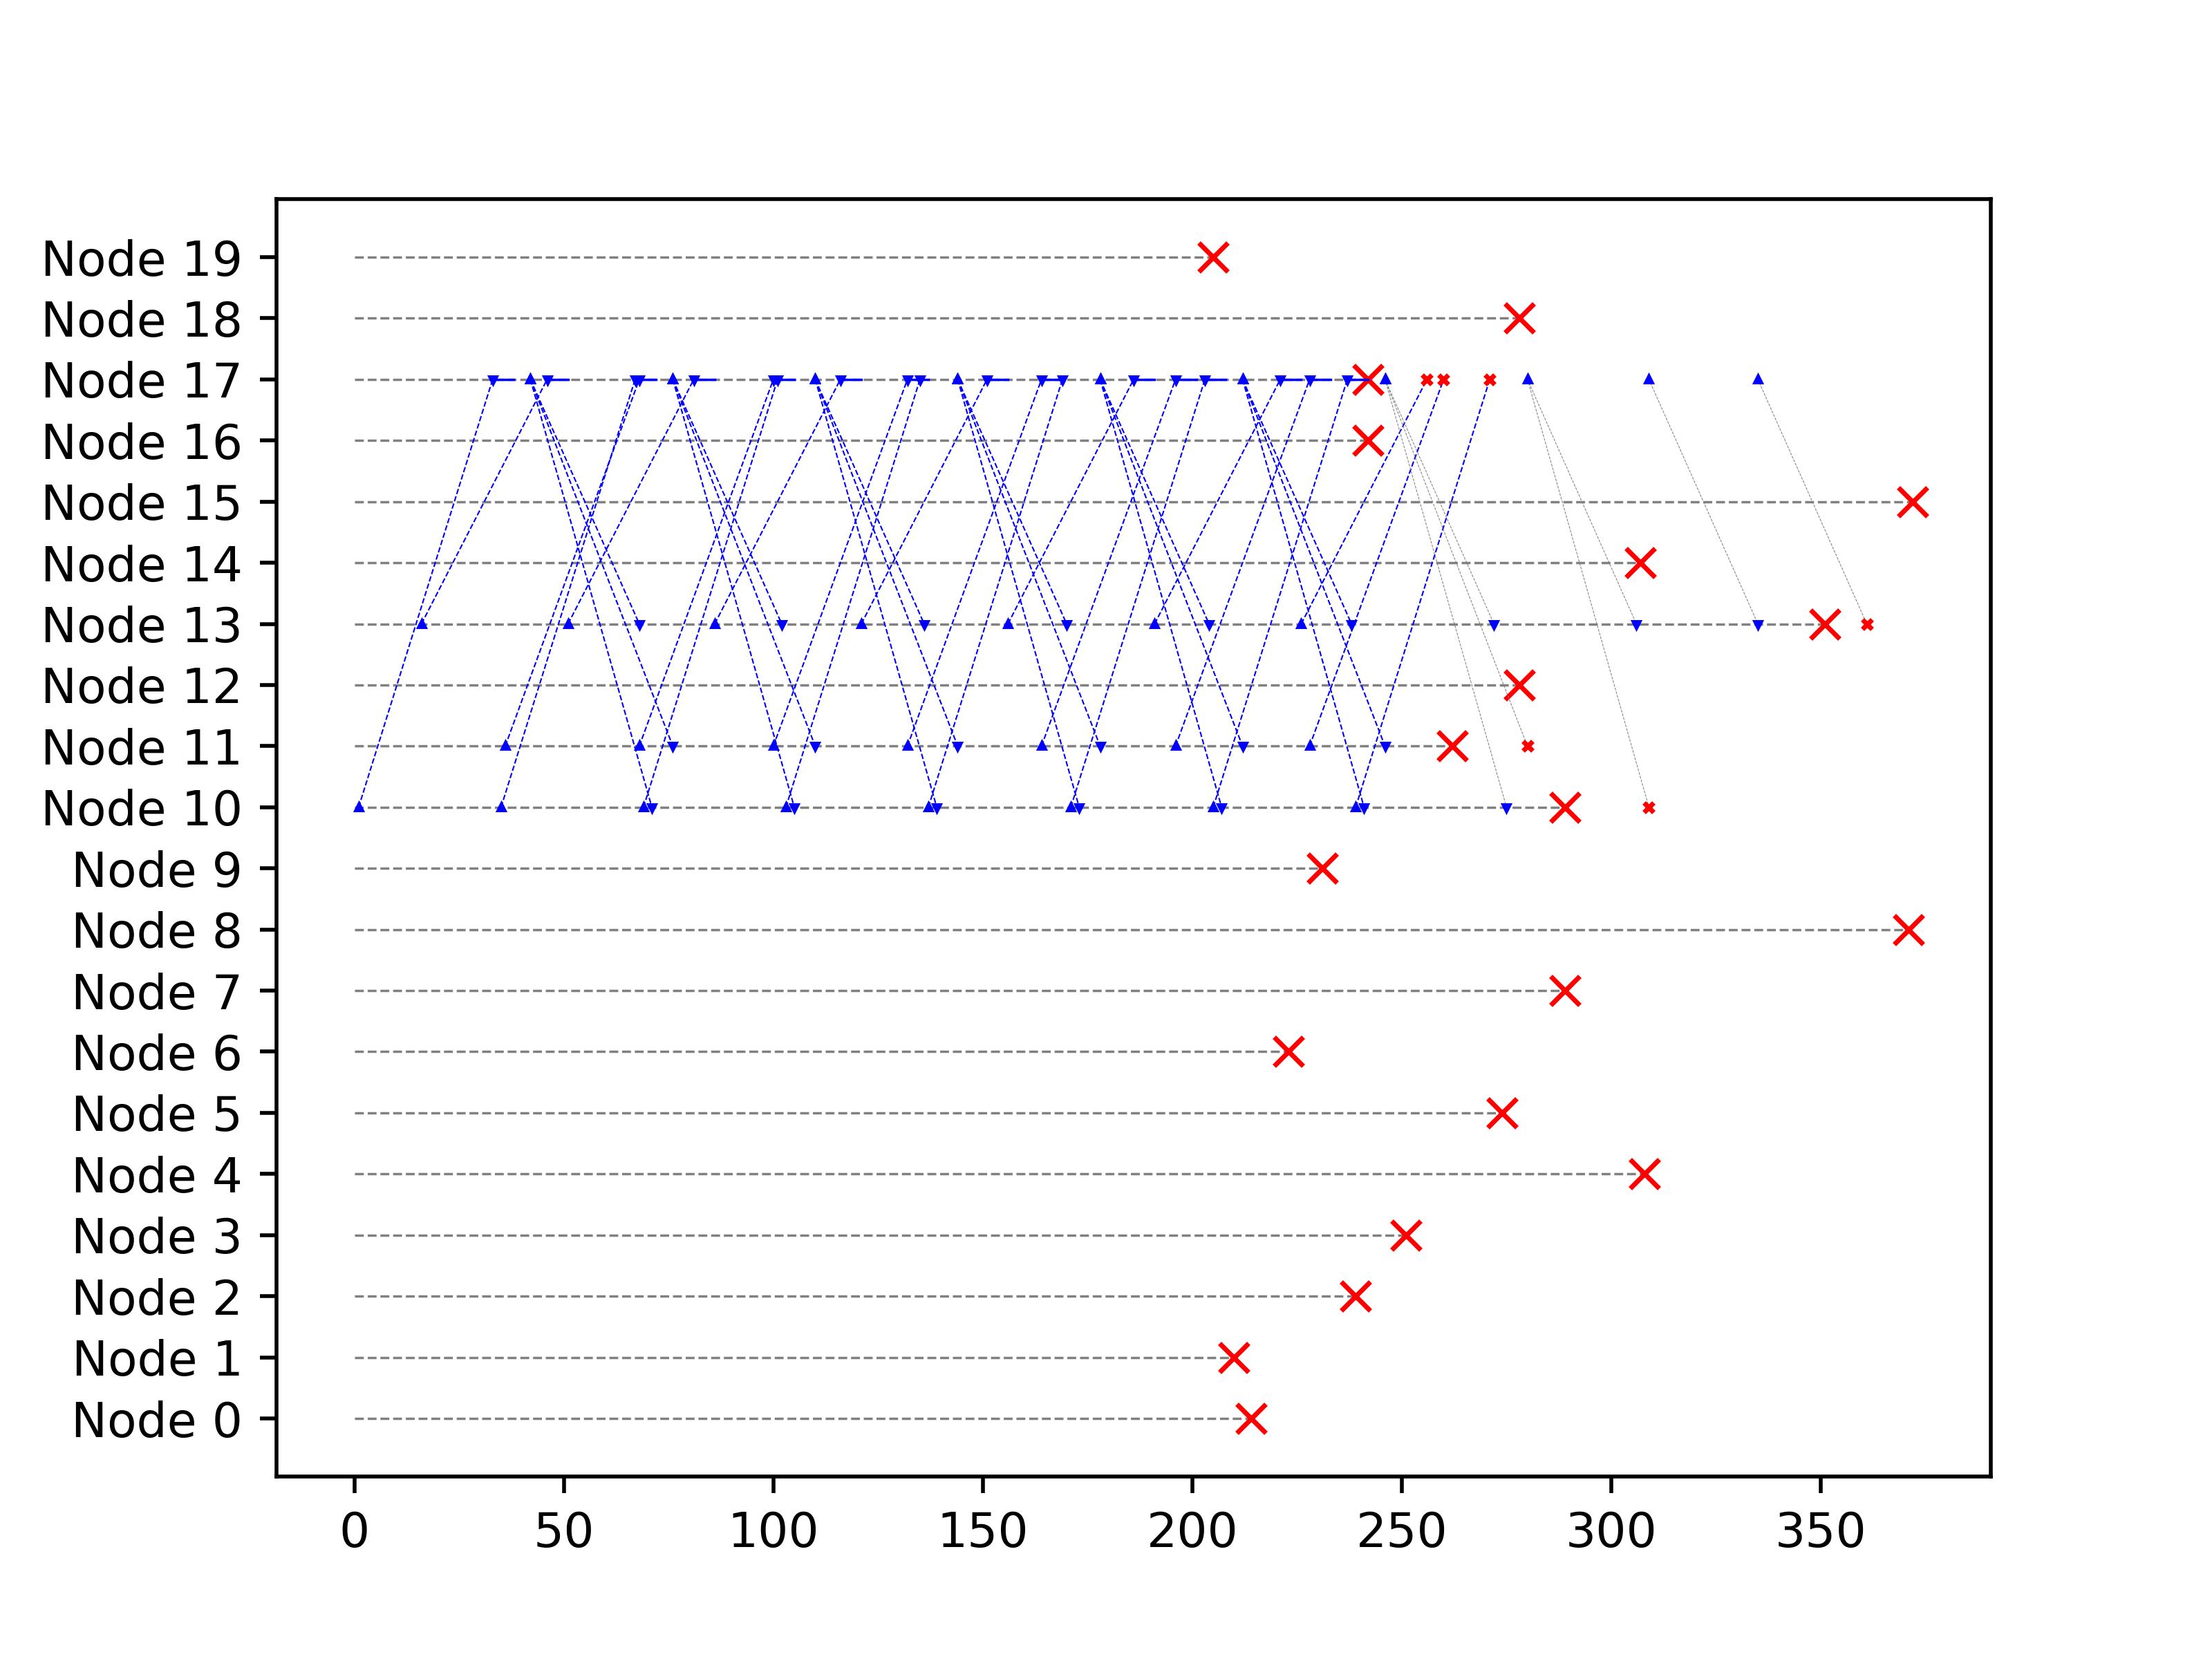 Node 19
Node 18
Node 17
Node 16
Node 15
Node 14
Node 13
Node 12
Node 11
Node 10
Node 9
Node 8
Node 7
Node 6
Node 5
Node 4
Node 3
Node 2
Node 1
Node 0
0 50 100 150 200 250 300 350